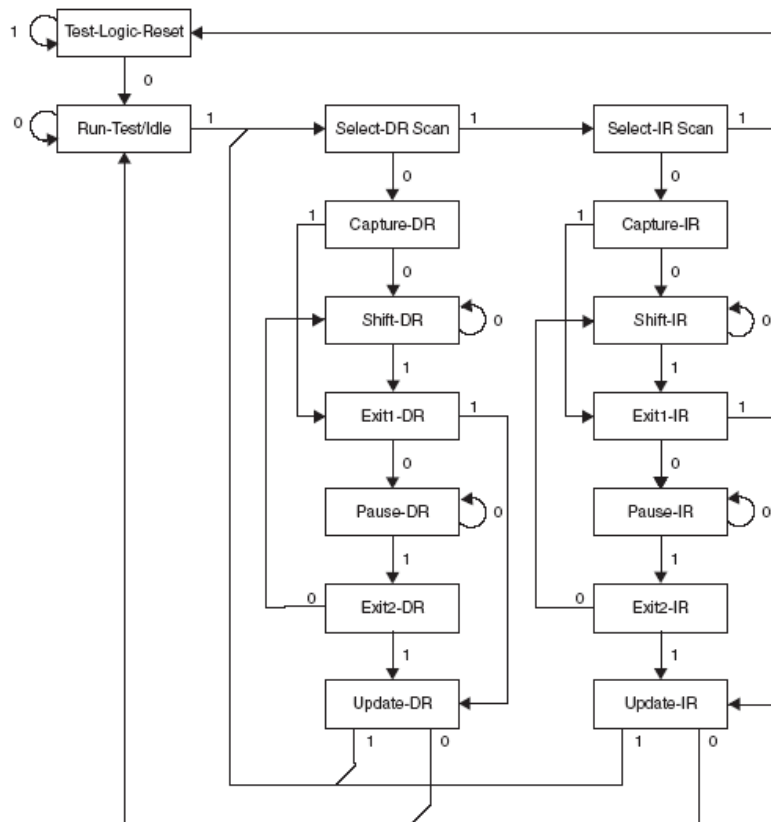 1 Test-Logic-Reset
0
0 Run-Test/Idle 1 Select-DR Scan 1 Select-IR Scan 1
0 0
1 Capture-DR 1 Capture-IR
0 0
Shift-DR 0 Shift-IR 0
1 1
Exit1-DR 1 Exit1-IR 1
0 0
Pause-DR 0 Pause-IR 0
1 1
0 Exit2-DR 0 Exit2-IR
1 1
Update-DR Update-IR
1 0 1 0